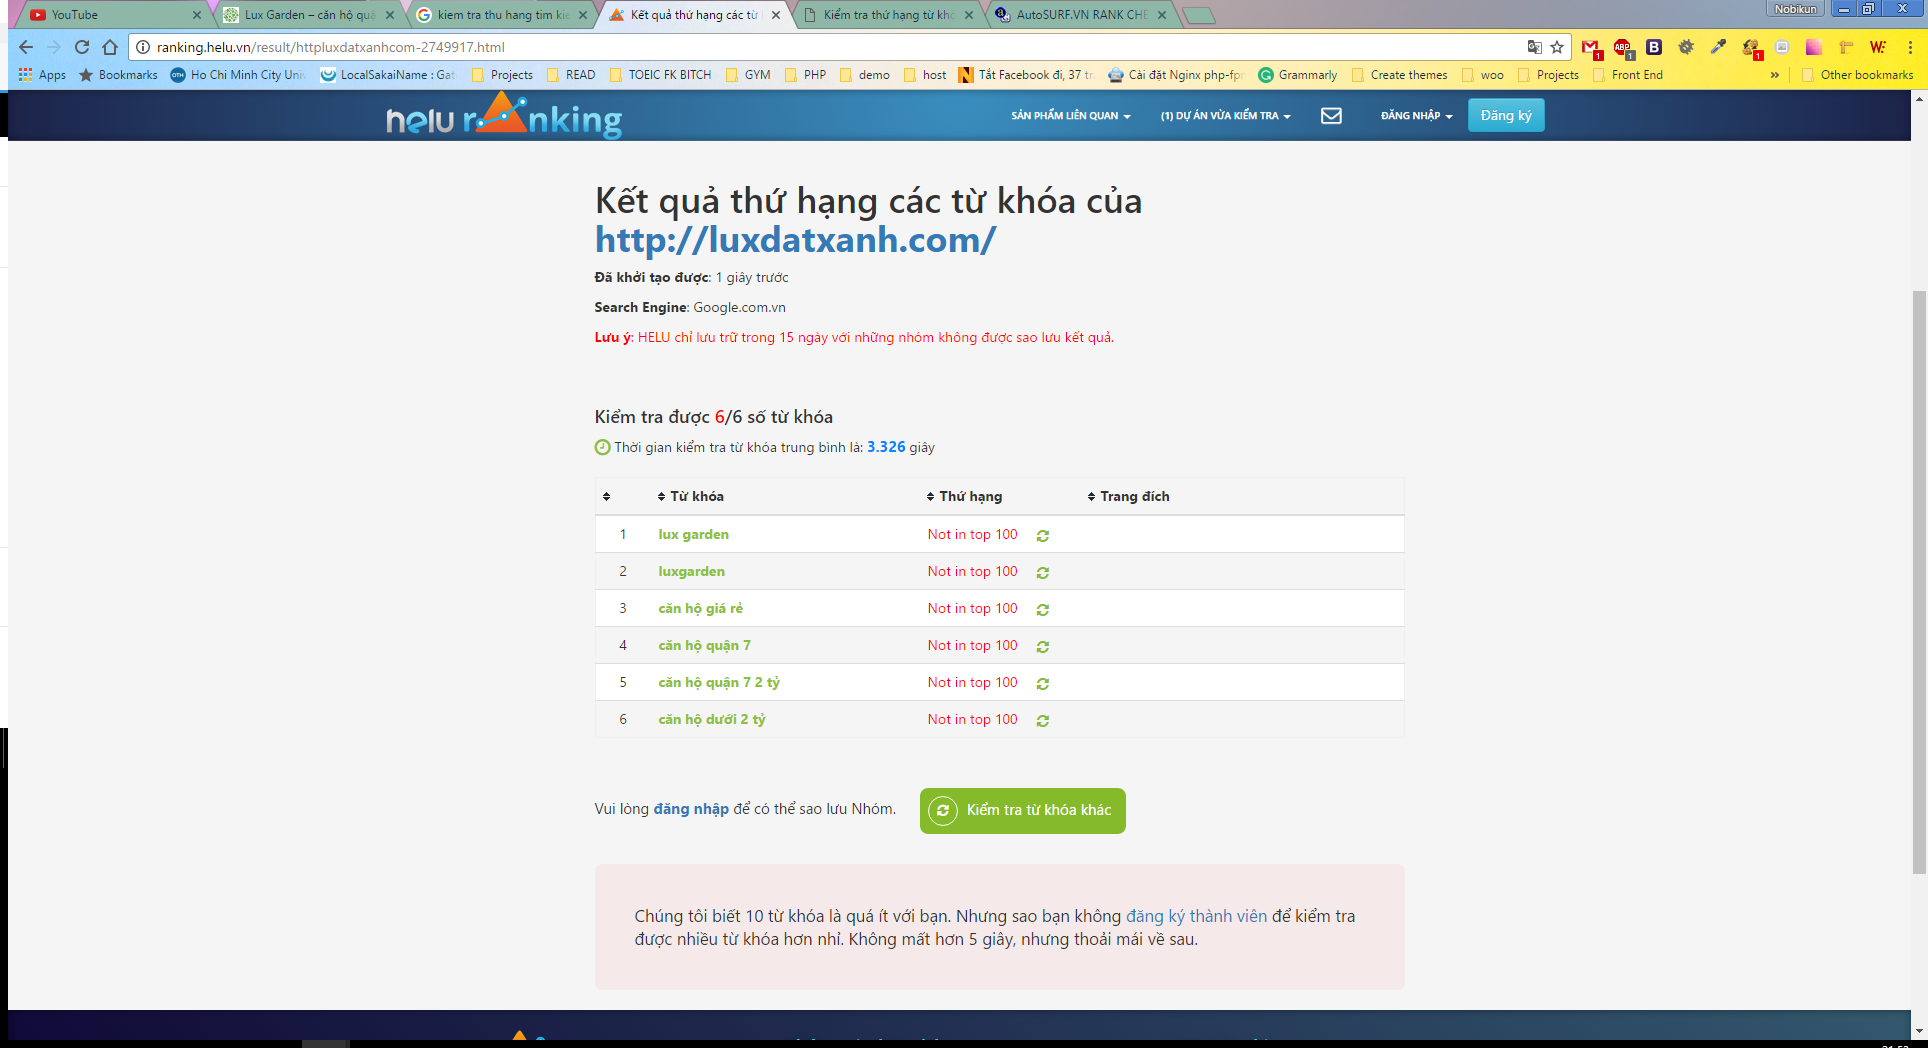 Nobikun
YouTube
Lux Garden – căn hộ quậ
kiem tra thu hang tim kie
Kết quả thứ hạng các từ
Kiểm tra thứ hạng từ khó
AutoSURF.VN RANK CHE
ranking.helu.vn/result/httpluxdatxanhcom-2749917.html
Apps Bookmarks Ho Chi Minh City Uni LocalSakaiName : Gat Projects READ TOEIC FK BITCH GYM PHP demo host Tắt Facebook đi, 37 tr Cài đặt Nginx php-fp Grammarly Create themes woo Projects Front End » Other bookmarks
helu ranking
SẢN PHẨM LIÊN QUAN (1) DỰ ÁN VỪA KIỂM TRA ĐĂNG NHẬP Đăng ký
Kết quả thứ hạng các từ khóa của
http://luxdatxanh.com/
Đã khởi tạo được: 1 giây trước
Search Engine: Google.com.vn
Lưu ý: HELU chỉ lưu trữ trong 15 ngày với những nhóm không được sao lưu kết quả.
Kiểm tra được 6/6 số từ khóa
Thời gian kiểm tra từ khóa trung bình là: 3.326 giây
Từ khóa Thứ hạng Trang đích
1 lux garden Not in top 100
2 luxgarden Not in top 100
3 căn hộ giá rẻ Not in top 100
4 căn hộ quận 7 Not in top 100
5 căn hộ quận 7 2 tỷ Not in top 100
6 căn hộ dưới 2 tỷ Not in top 100
Vui lòng đăng nhập để có thể sao lưu Nhóm. Kiểm tra từ khóa khác
Chúng tôi biết 10 từ khóa là quá ít với bạn. Nhưng sao bạn không đăng ký thành viên để kiểm tra
được nhiều từ khóa hơn nhỉ. Không mất hơn 5 giây, nhưng thoải mái về sau.